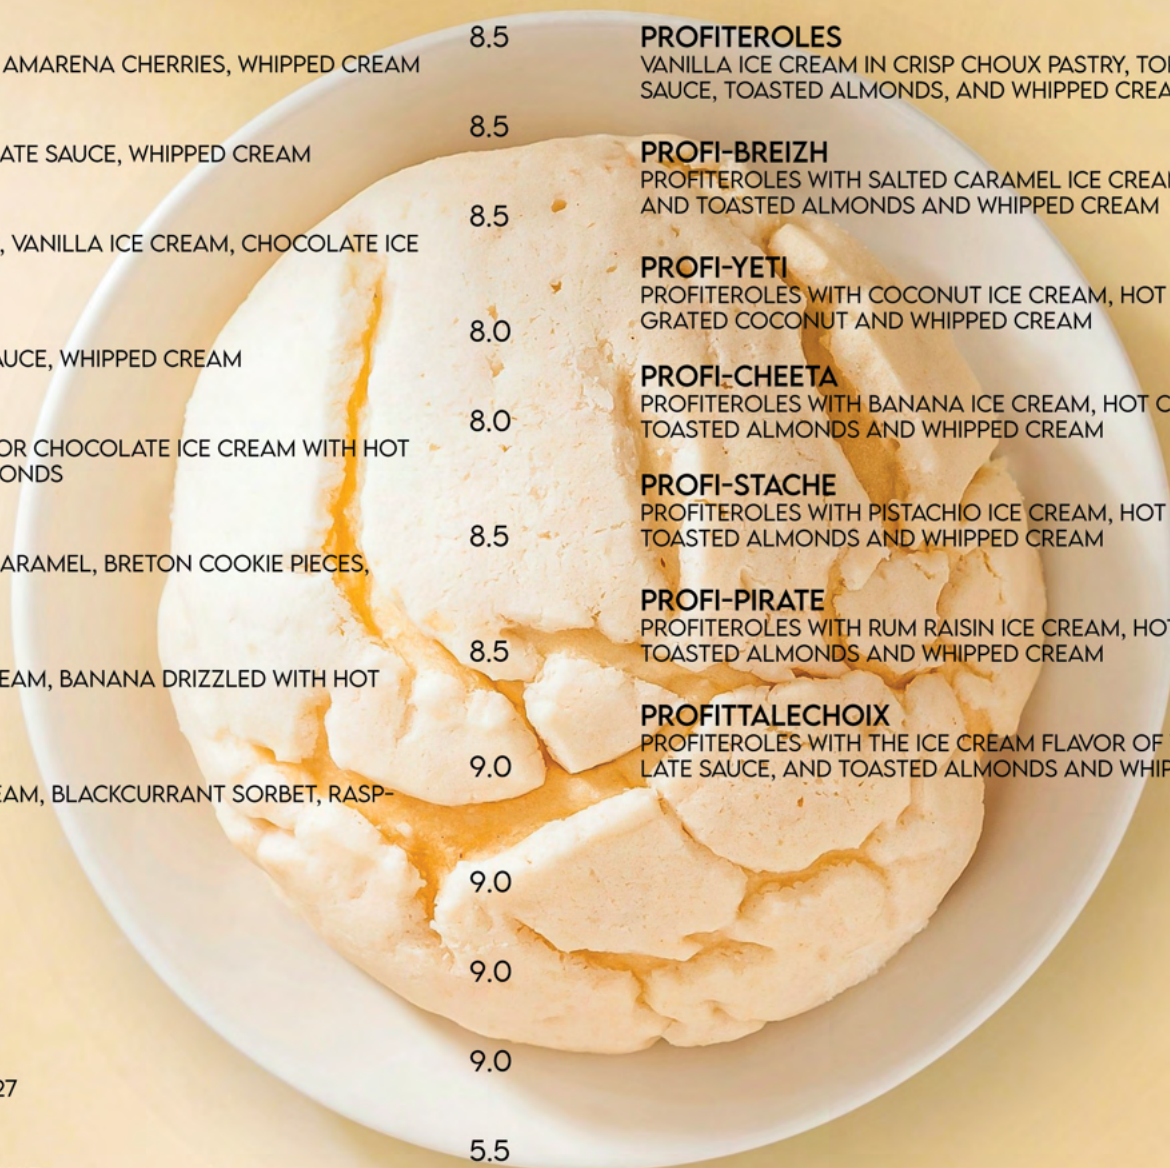 8.5
AMARENA CHERRIES, WHIPPED CREAM
8.5
ATE SAUCE, WHIPPED CREAM
8.5
, VANILLA ICE CREAM, CHOCOLATE ICE
8.0
AUCE, WHIPPED CREAM
8.0
OR CHOCOLATE ICE CREAM WITH HOT
ONDS
8.5
ARAMEL, BRETON COOKIE PIECES,
8.5
EAM, BANANA DRIZZLED WITH HOT
9.0
EAM, BLACKCURRANT SORBET, RASP-
9.0
9.0
9.0
27
5.5
PROFITEROLES
VANILLA ICE CREAM IN CRISP CHOUX PASTRY, TO
SAUCE, TOASTED ALMONDS, AND WHIPPED CREA
PROFI-BREIZH
PROFITEROLES WITH SALTED CARAMEL ICE CREA
AND TOASTED ALMONDS AND WHIPPED CREAM
PROFI-YETI
PROFITEROLES WITH COCONUT ICE CREAM, HOT
GRATED COCONUT AND WHIPPED CREAM
PROFI-CHEETA
PROFITEROLES WITH BANANA ICE CREAM, HOT C
TOASTED ALMONDS AND WHIPPED CREAM
PROFI-STACHE
PROFITEROLES WITH PISTACHIO ICE CREAM, HOT
TOASTED ALMONDS AND WHIPPED CREAM
PROFI-PIRATE
PROFITEROLES WITH RUM RAISIN ICE CREAM, HOT
TOASTED ALMONDS AND WHIPPED CREAM
PROFITTALECHOIX
PROFITEROLES WITH THE ICE CREAM FLAVOR OF
LATE SAUCE, AND TOASTED ALMONDS AND WHIP